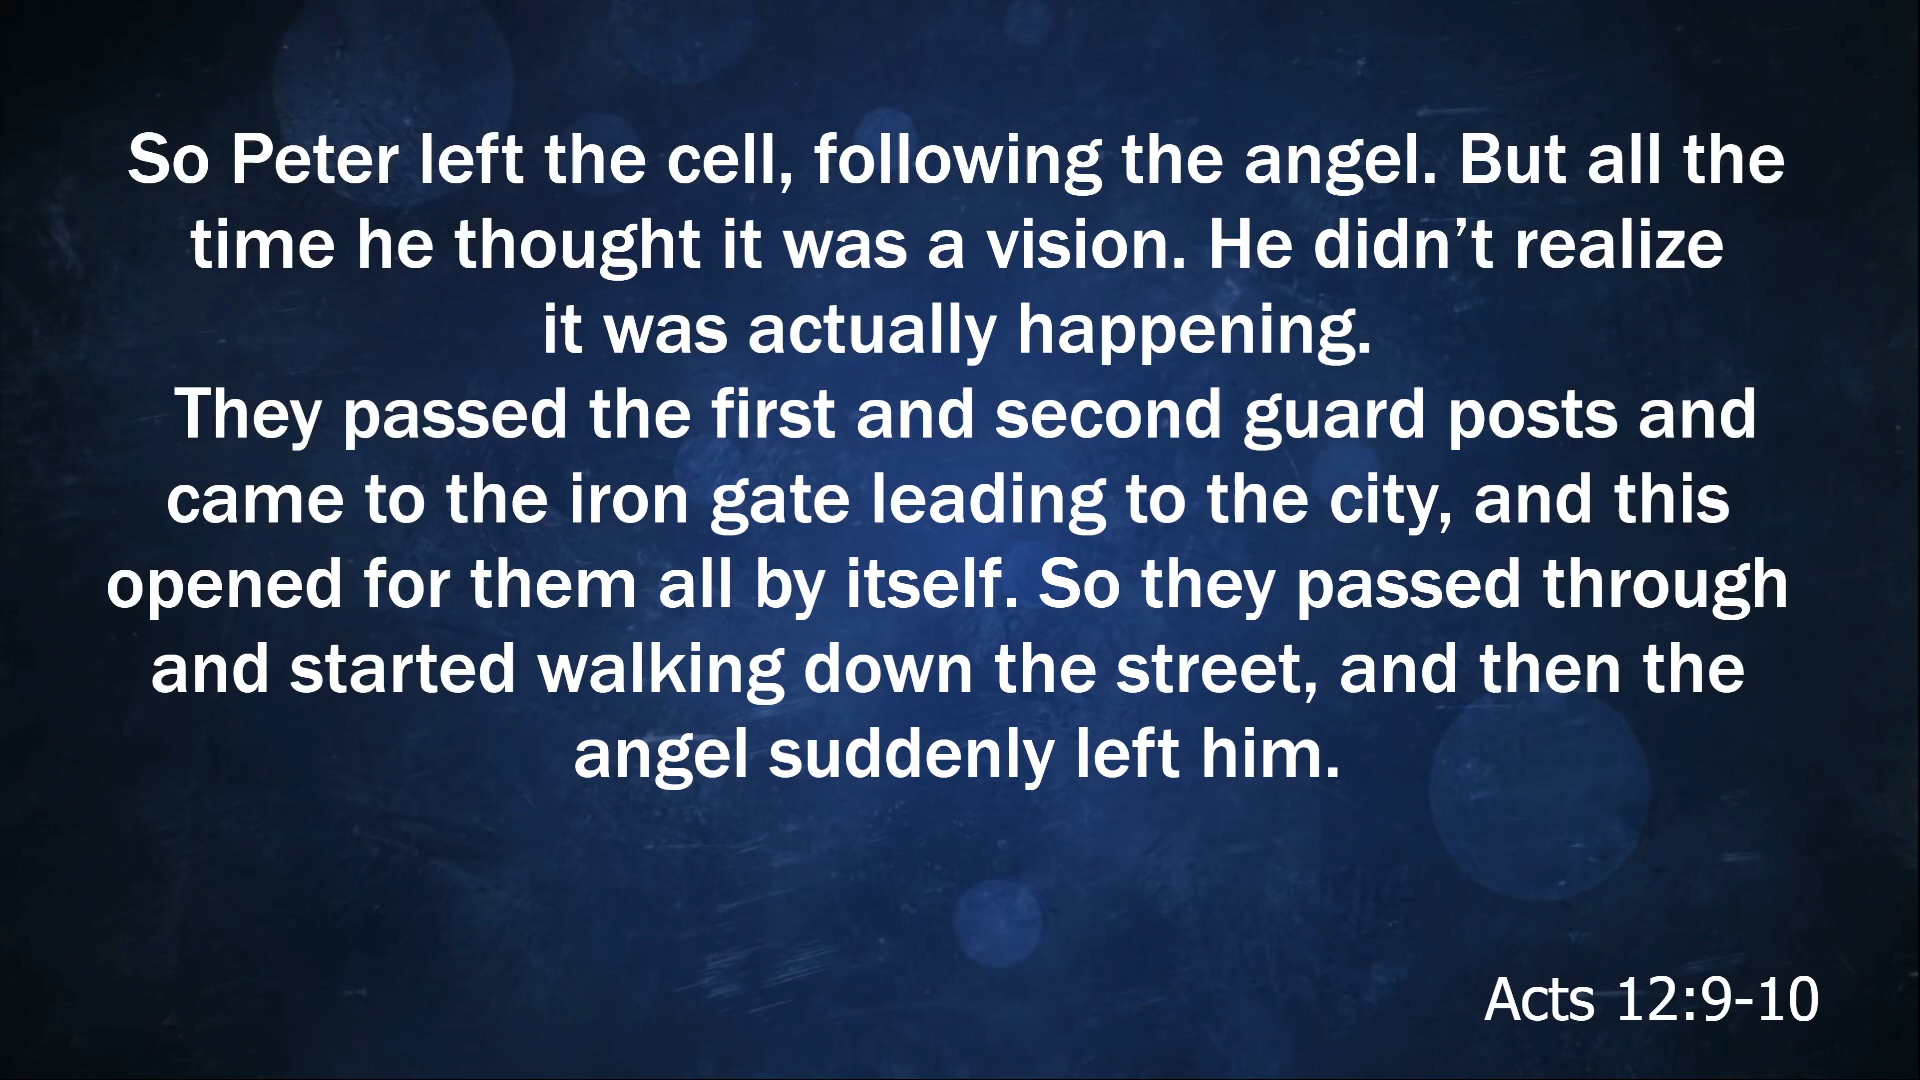 So Peter left the cell, following the angel. But all the
time he thought it was a vision. He didn’t realize
it was actually happening.
They passed the first and second guard posts and
came to the iron gate leading to the city, and this
opened for them all by itself. So they passed through
and started walking down the street, and then the
angel suddenly left him.
Acts 12:9-10